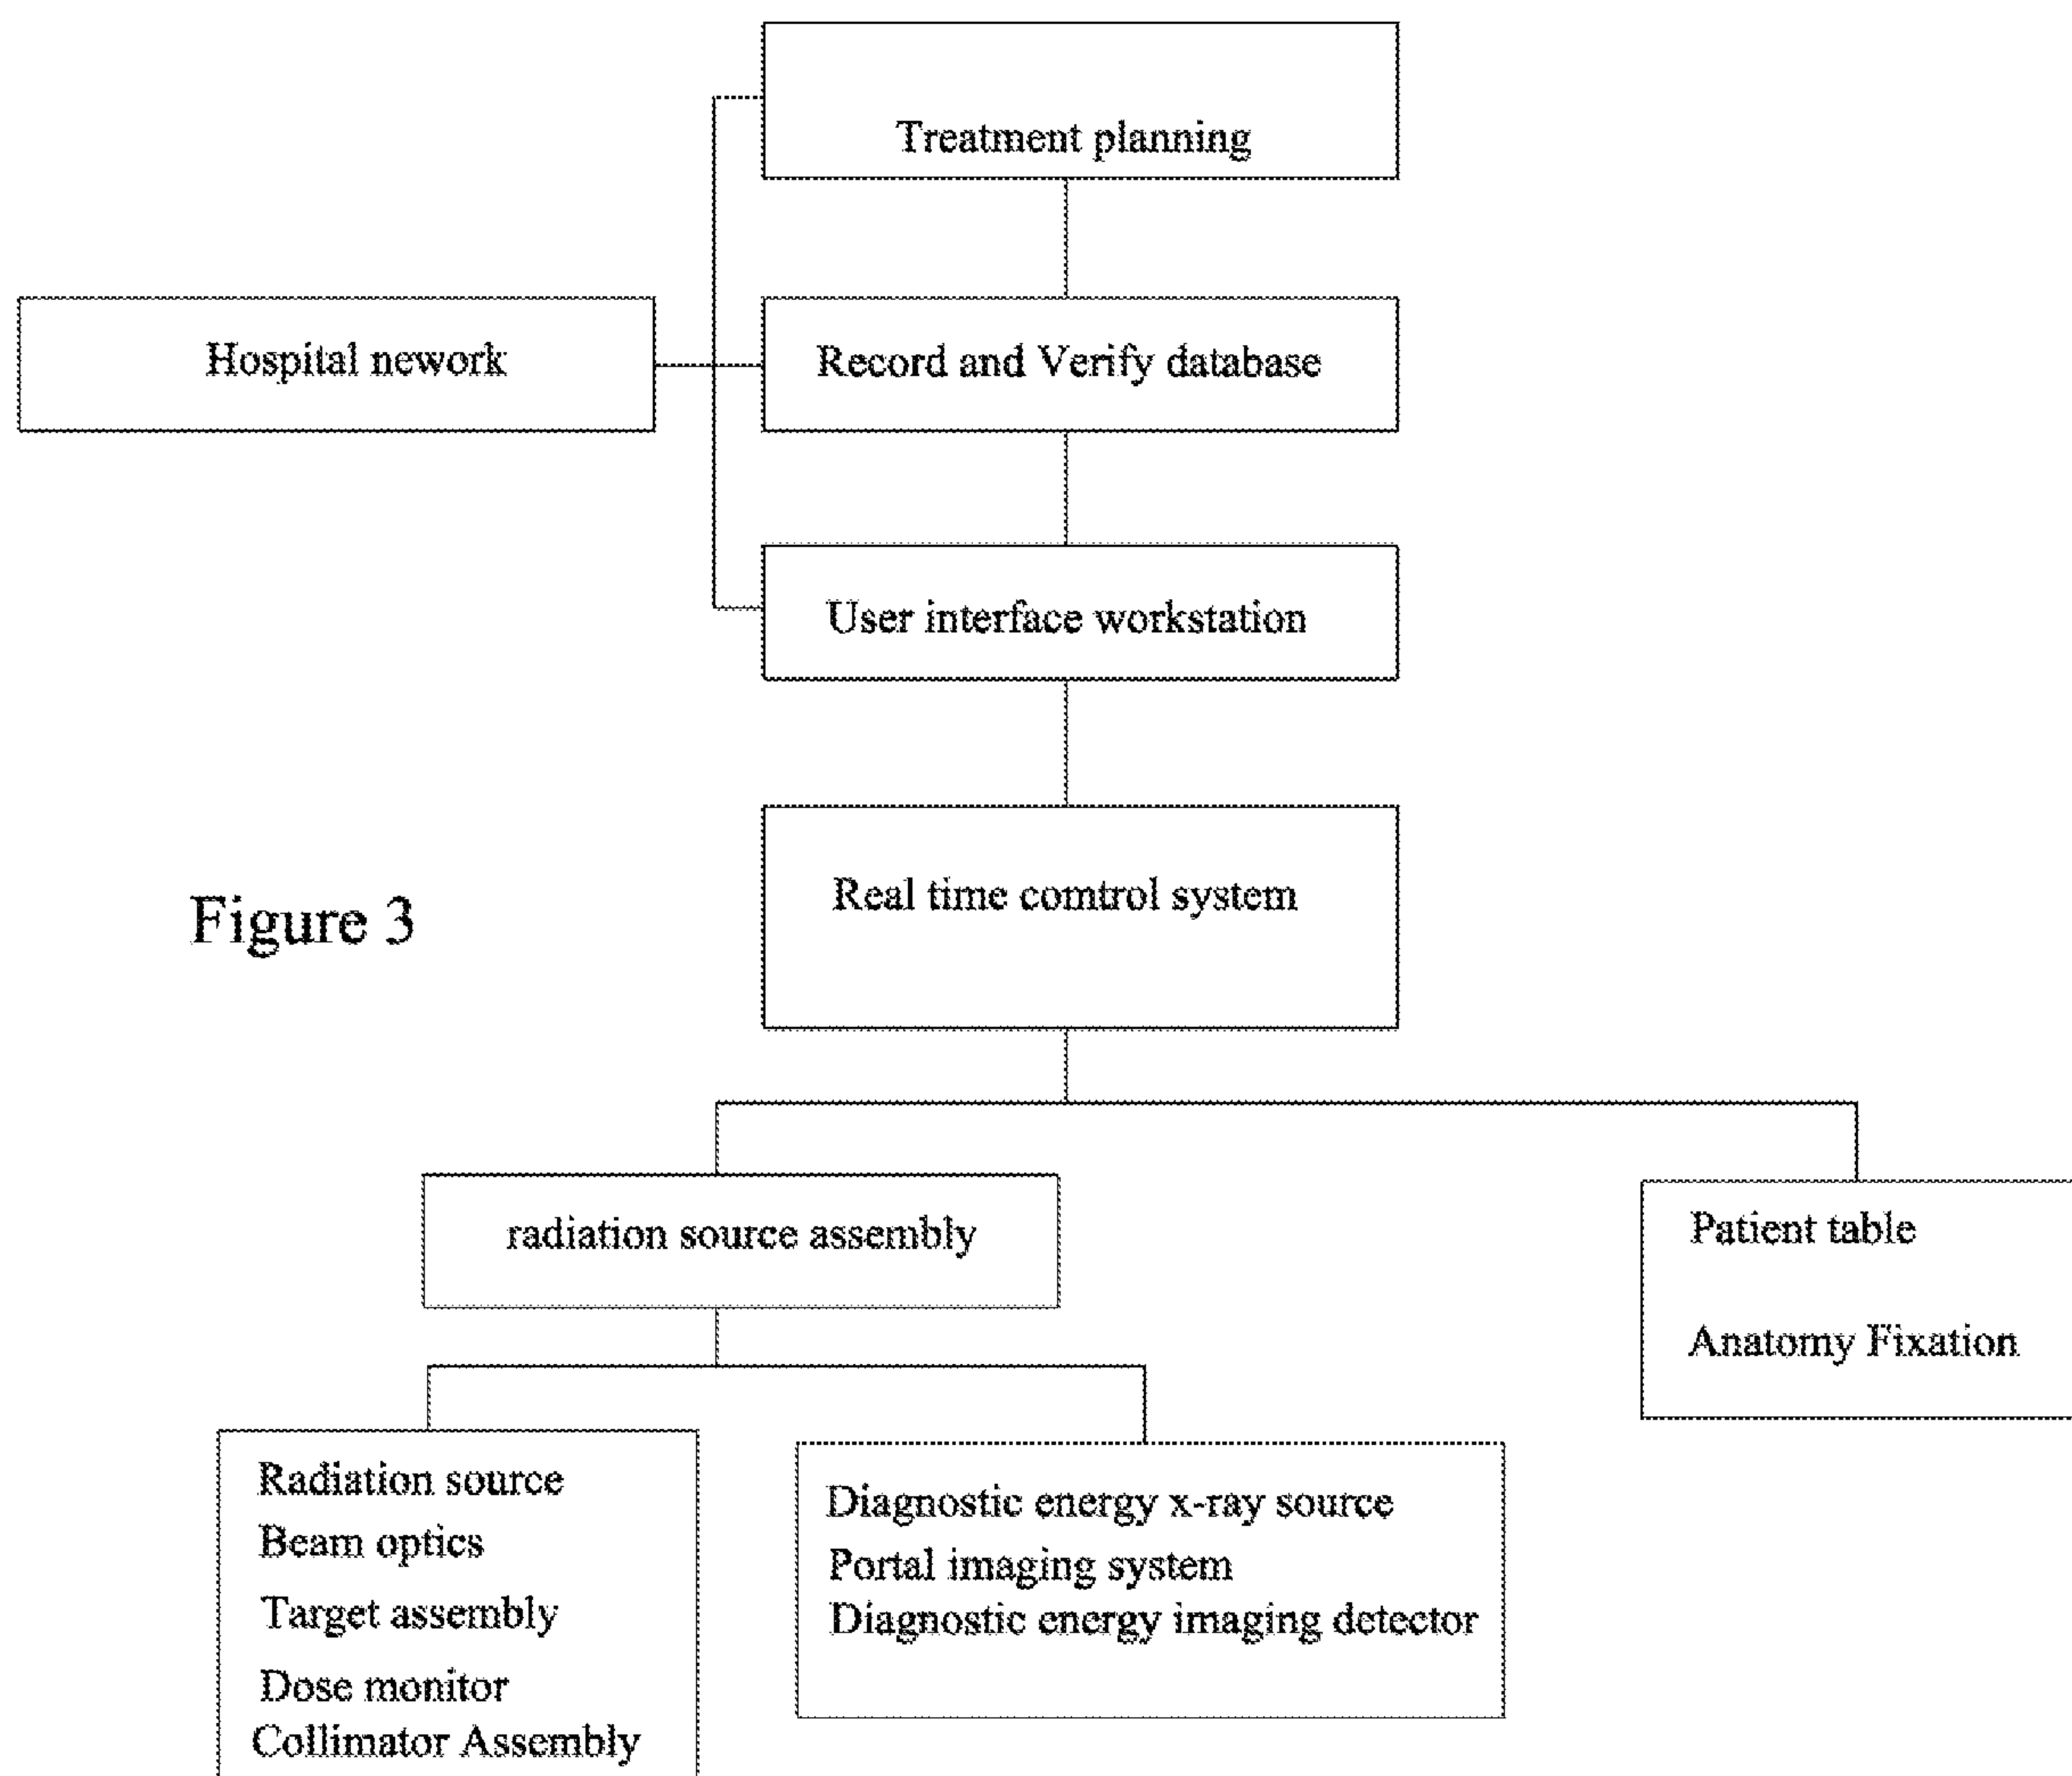 Treatment planning
Hospital nework
Record and Verify database
User interface workstation
Real time comtrol system
Figure 3
radiation source assembly
Patient table
Anatomy Fixation
Radiation source
Beam optics
Target assembly
Dose monitor
Collimator Assembly
Diagnostic energy x-ray source
Portal imaging system
Diagnostic energy imaging detector